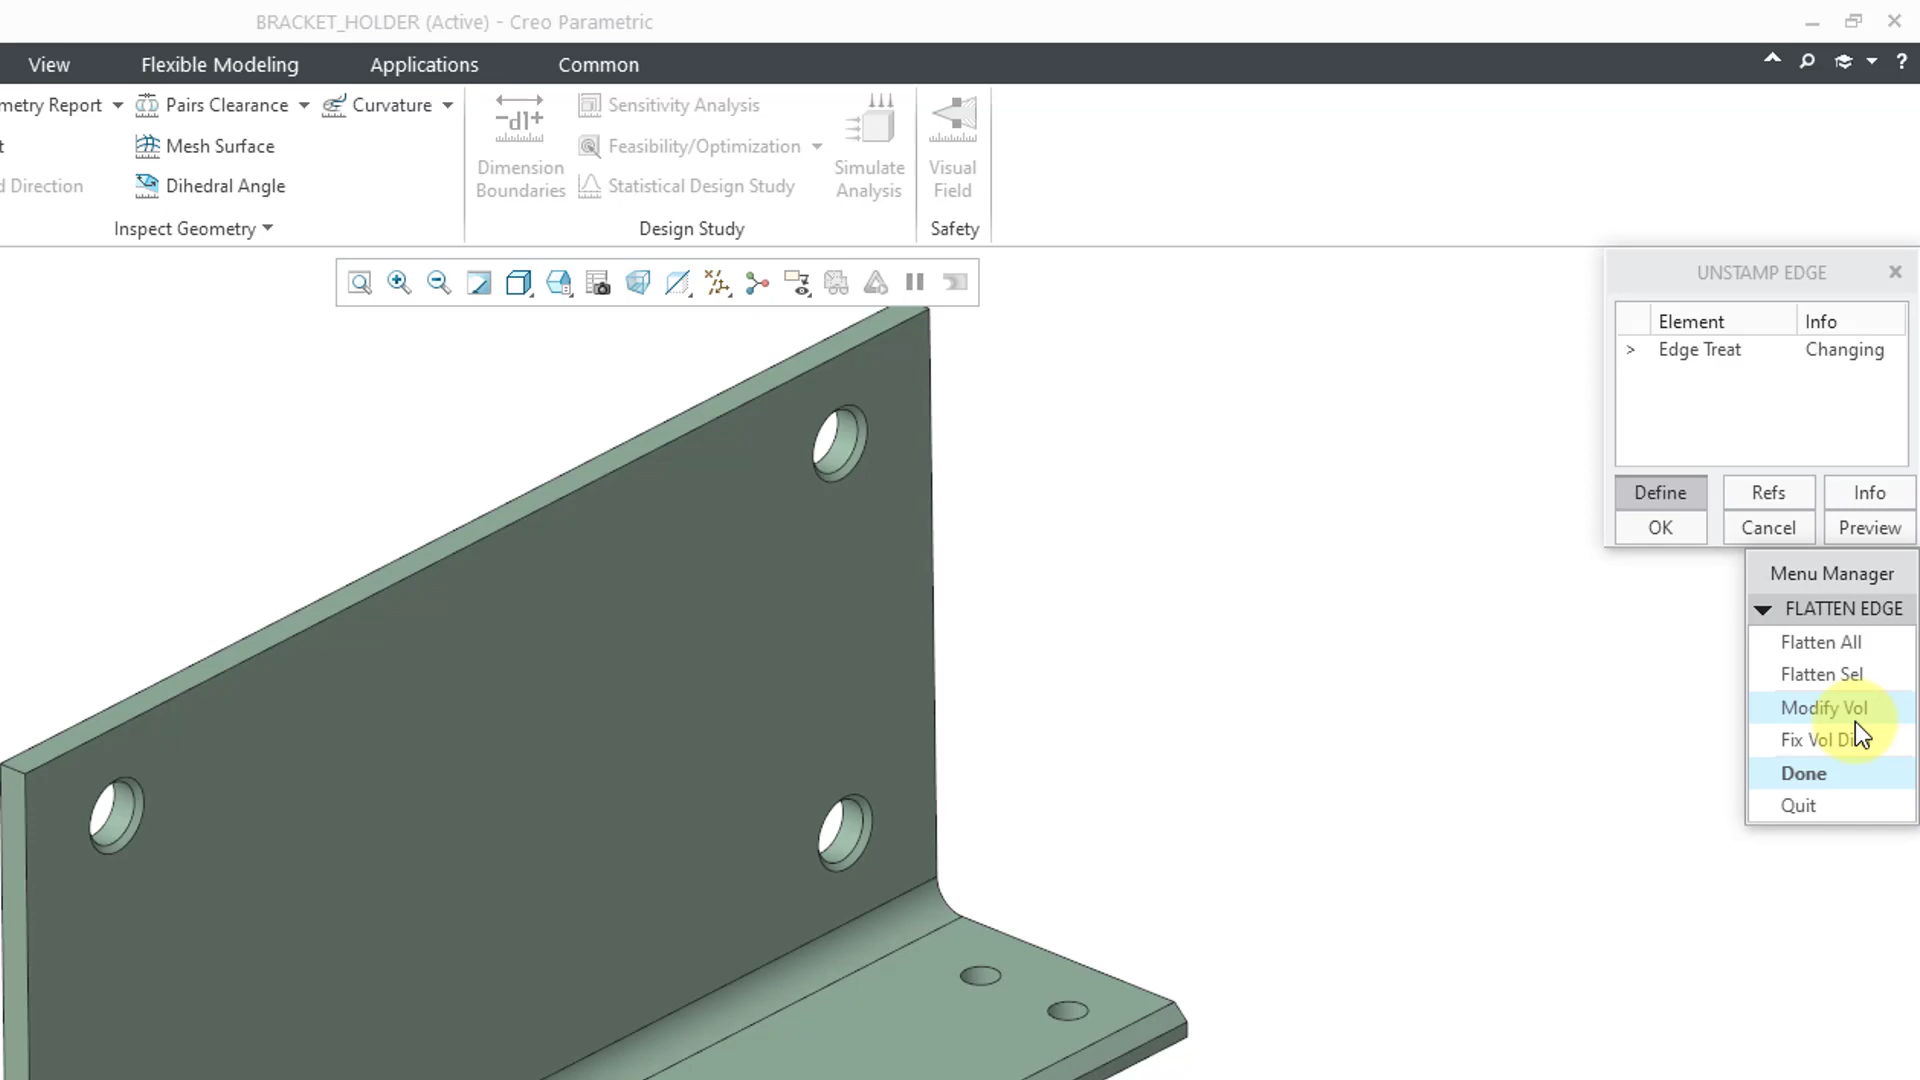 BRACKET_HOLDER (Active) - Creo Parametric
View Flexible Modeling Applications Common
?
metry Report Pairs Clearance Curvature
t Mesh Surface
d Direction Dihedral Angle
Inspect Geometry
-d1+
Dimension
Boundaries
Sensitivity Analysis
Feasibility/Optimization
Statistical Design Study
Simulate
Analysis
Design Study
Visual
Field
Safety
UNSTAMP EDGE
Element Info
> Edge Treat Changing
Define Refs Info
OK Cancel Preview
Menu Manager
FLATTEN EDGE
Flatten All
Flatten Sel
Modify Vol
Fix Vol
Done
Quit